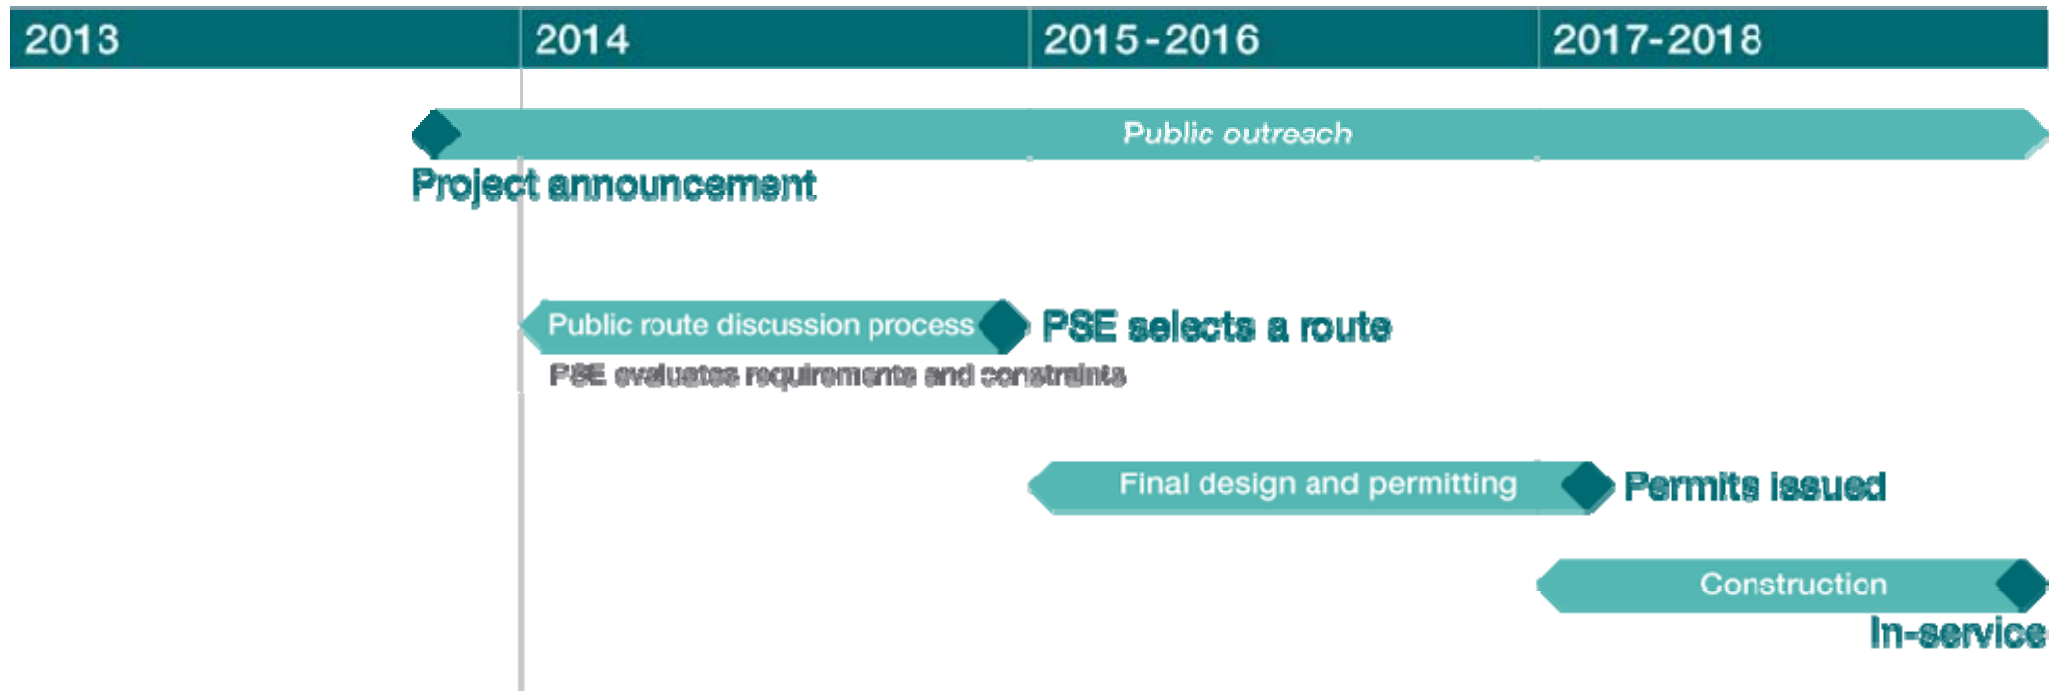 2013
2014
2015-2016
2017-2018
Public outreach
Project announcement
Public route discussion process
PSE selects a route
PSE evaluates requirements and constraints
Final design and permitting
Permits issued
Construction
In-service